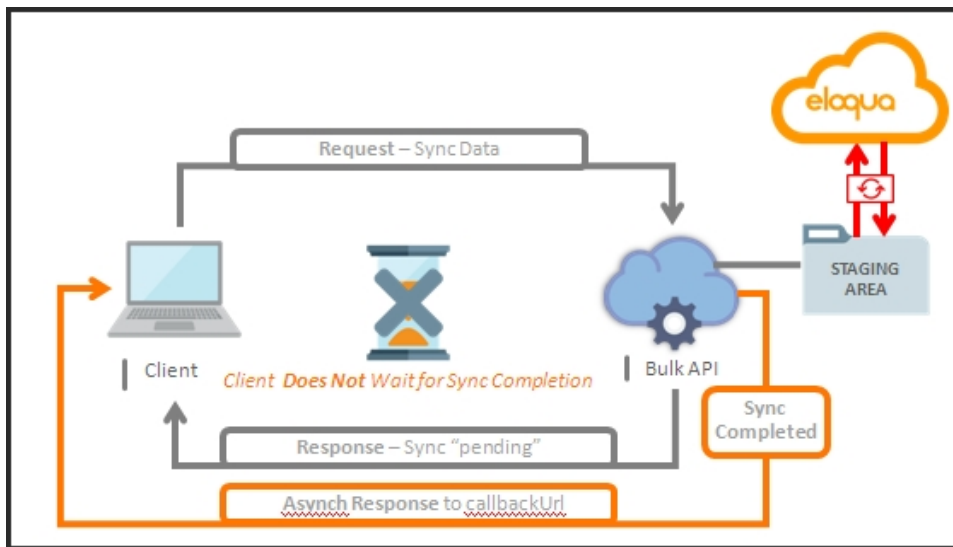 eloqua
Request – Sync Data
STAGING
AREA
Client
Client Does Not Wait for Sync Completion
Bulk API
Sync
Completed
Response – Sync “pending”
Asynch Response to callbackUrl